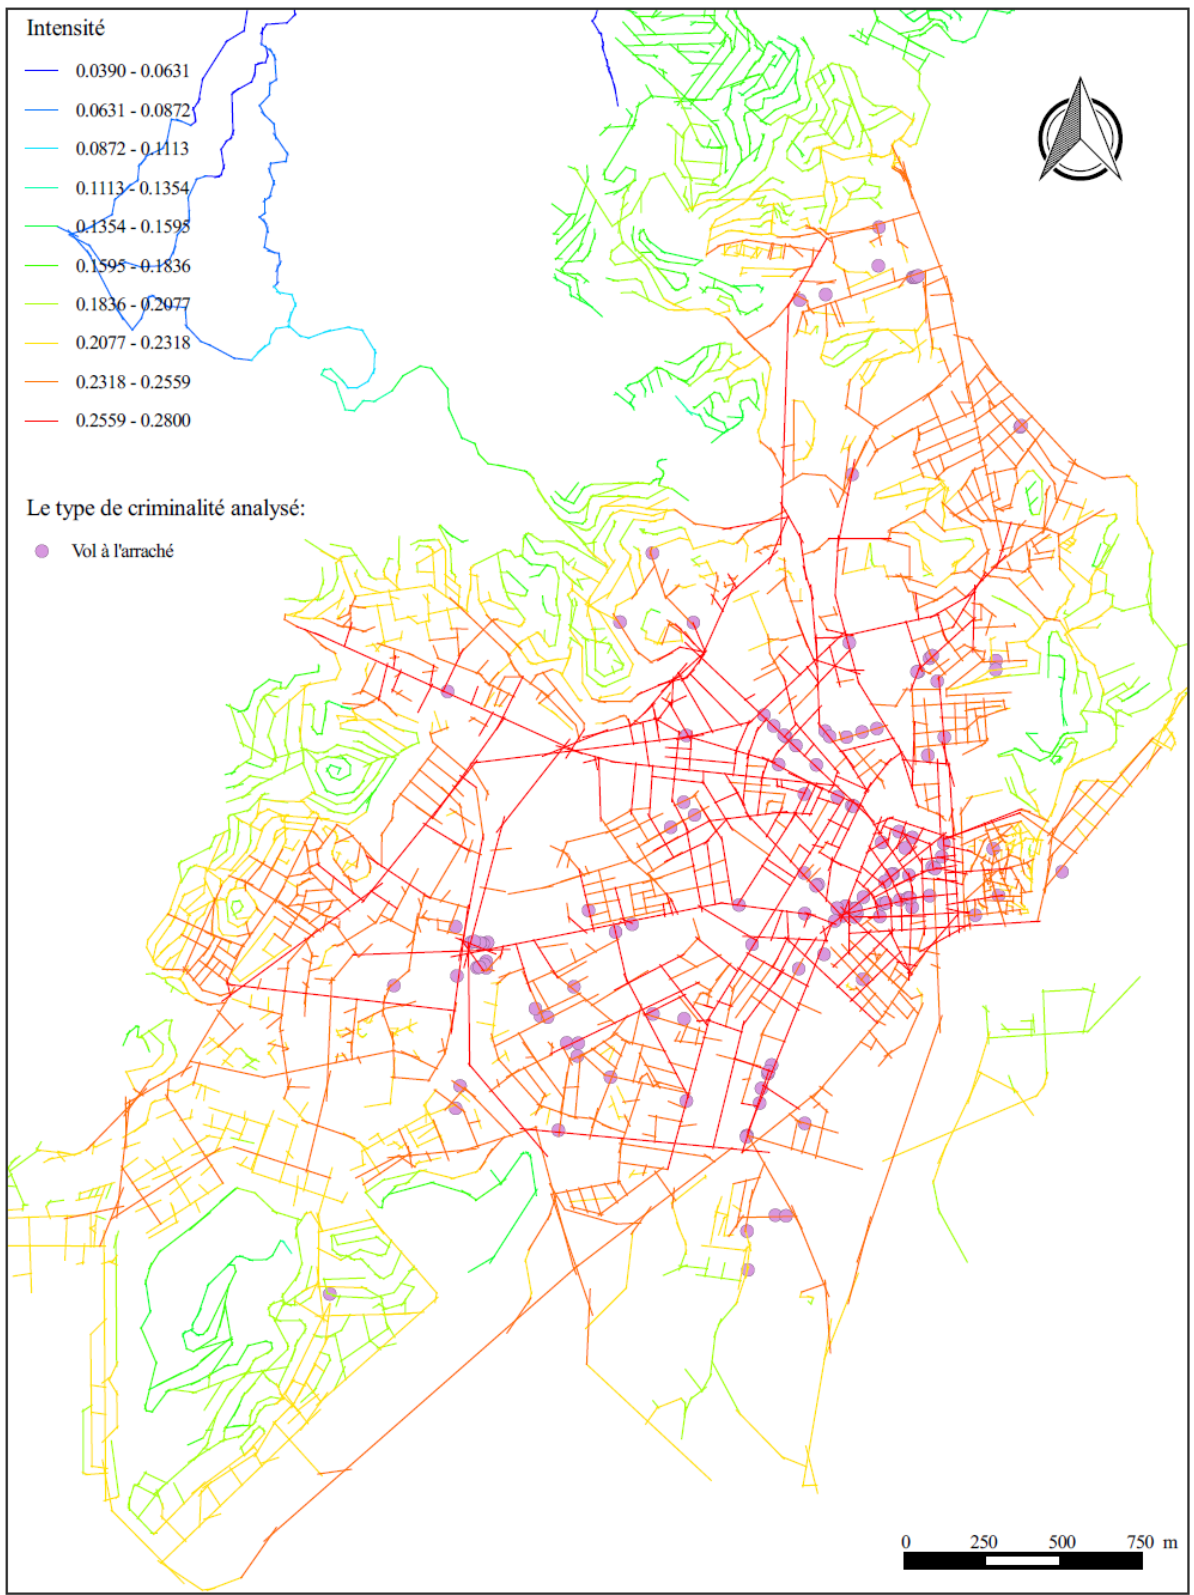 Intensité
0.0390 - 0.0631
0.0631 - 0.0872
0.0872 - 0.1113
0.1113 - 0.1354
0.1354 - 0.1595
0.1595 - 0.1836
0.1836 - 0.2077
0.2077 - 0.2318
0.2318 - 0.2559
0.2559 - 0.2800
Le type de criminalité analysé:
Vol à l'arraché
0 250 500 750 m